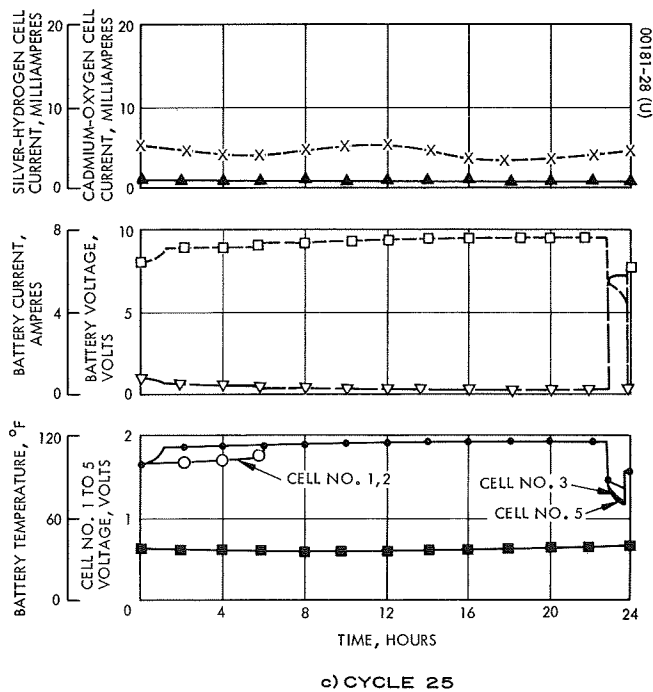 SILVER-HYDROGEN CELL
CURRENT, MILLIAMPERES
20
10
0
CADMIUM-OXYGEN CELL
CURRENT, MILLIAMPERES
20
10
0
00181-28 (U)
BATTERY CURRENT,
AMPERES
8
4
0
BATTERY VOLTAGE,
VOLTS
10
5
0
BATTERY TEMPERATURE, °F
120
60
0
CELL NO. 1 TO 5
VOLTAGE, VOLTS
2
1
0
CELL NO. 1,2
CELL NO. 3
CELL NO. 5
0 4 8 12 16 20 24
TIME, HOURS
c) CYCLE 25